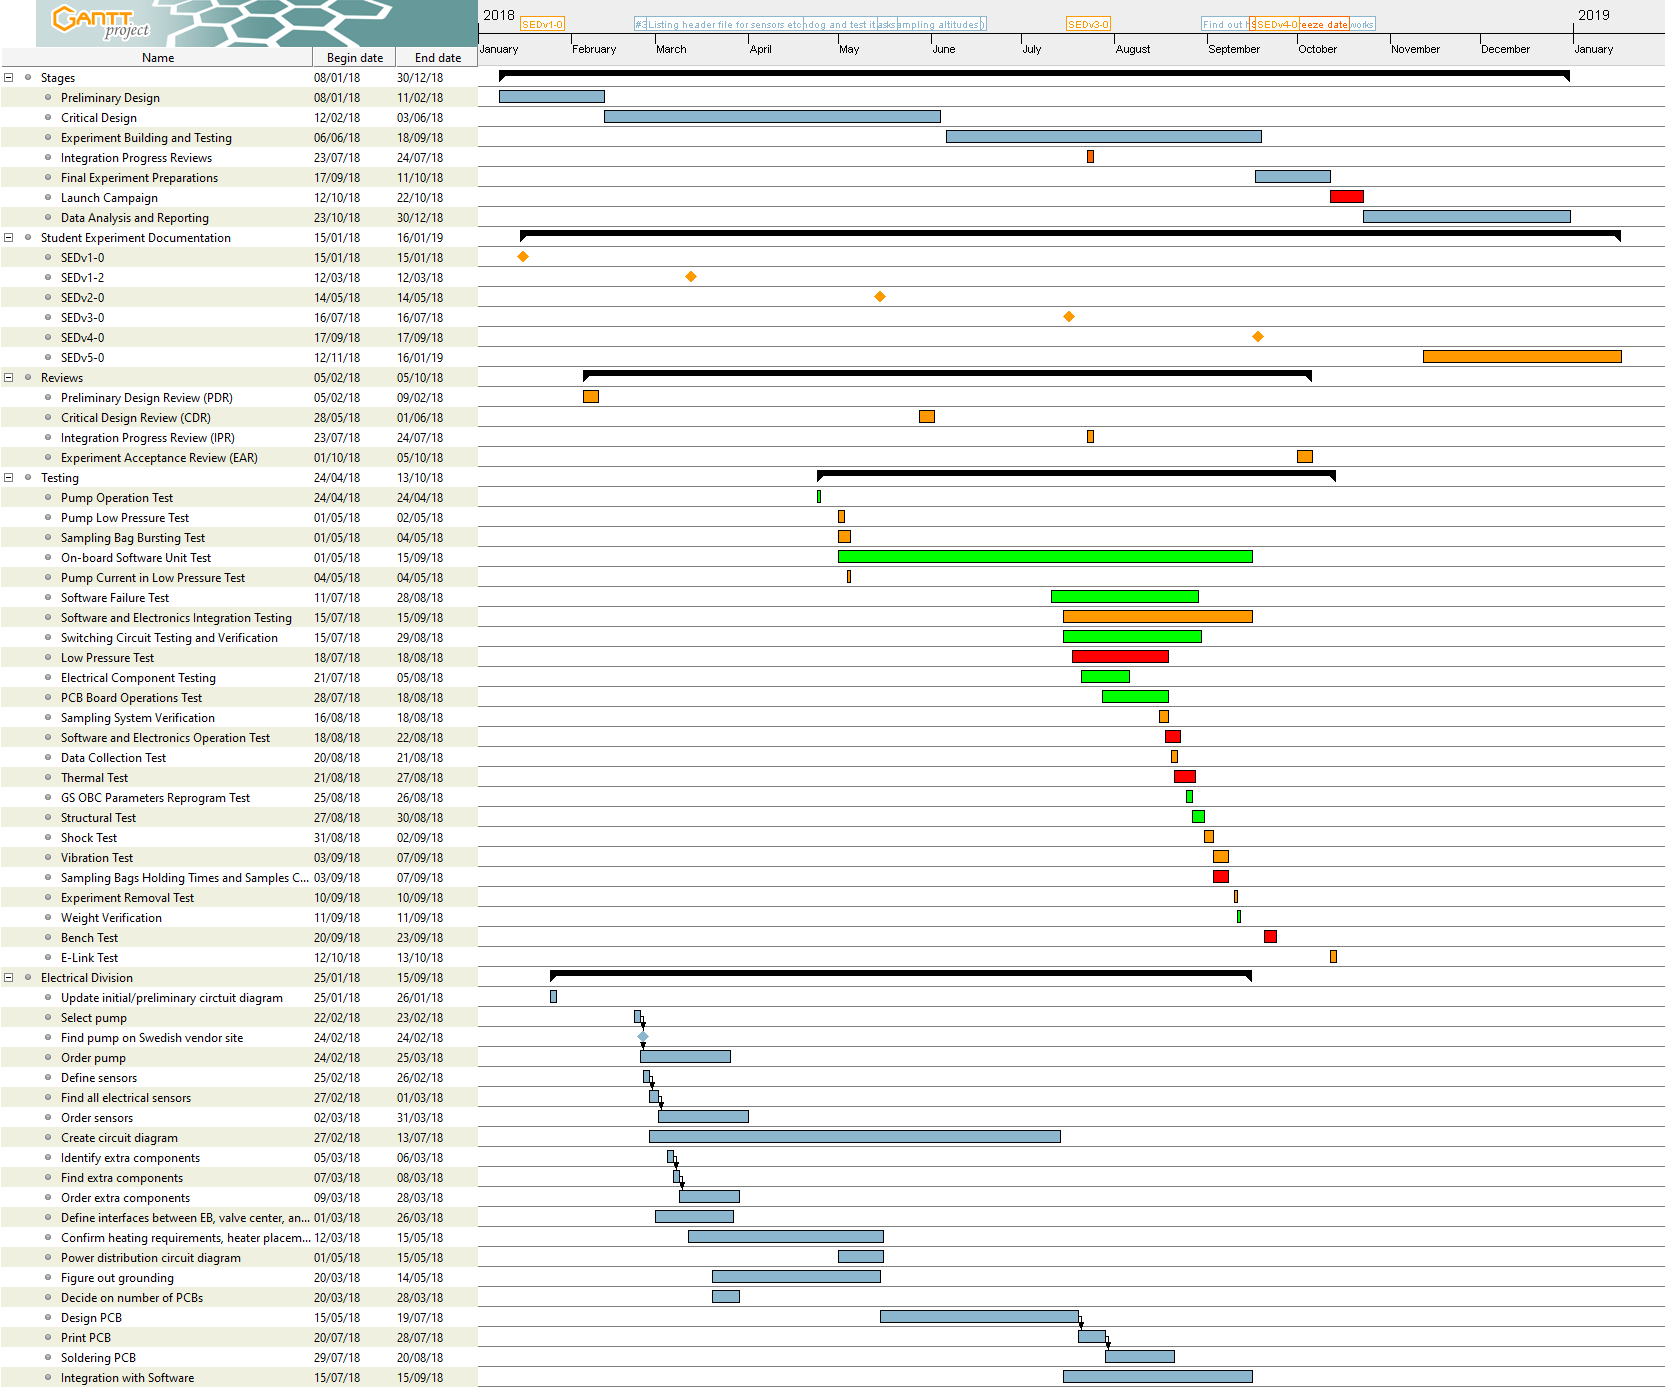 GANTT
project
2018
2019
SEDv1-0
#3
Listing header file for sensors etc
hdog and test it
asks
ampling altitudes)
SEDv3-0
Find out h
SEDv4-0
reeze date
works
January
February
March
April
May
June
July
August
September
October
November
December
January
Name Begin date End date
Stages 08/01/18 30/12/18
Preliminary Design 08/01/18 11/02/18
Critical Design 12/02/18 03/06/18
Experiment Building and Testing 06/06/18 18/09/18
Integration Progress Reviews 23/07/18 24/07/18
Final Experiment Preparations 17/09/18 11/10/18
Launch Campaign 12/10/18 22/10/18
Data Analysis and Reporting 23/10/18 30/12/18
Student Experiment Documentation 15/01/18 16/01/19
SEDv1-0 15/01/18 15/01/18
SEDv1-2 12/03/18 12/03/18
SEDv2-0 14/05/18 14/05/18
SEDv3-0 16/07/18 16/07/18
SEDv4-0 17/09/18 17/09/18
SEDv5-0 12/11/18 16/01/19
Reviews 05/02/18 05/10/18
Preliminary Design Review (PDR) 05/02/18 09/02/18
Critical Design Review (CDR) 28/05/18 01/06/18
Integration Progress Review (IPR) 23/07/18 24/07/18
Experiment Acceptance Review (EAR) 01/10/18 05/10/18
Testing 24/04/18 13/10/18
Pump Operation Test 24/04/18 24/04/18
Pump Low Pressure Test 01/05/18 02/05/18
Sampling Bag Bursting Test 01/05/18 04/05/18
On-board Software Unit Test 01/05/18 15/09/18
Pump Current in Low Pressure Test 04/05/18 04/05/18
Software Failure Test 11/07/18 28/08/18
Software and Electronics Integration Testing 15/07/18 15/09/18
Switching Circuit Testing and Verification 15/07/18 29/08/18
Low Pressure Test 18/07/18 18/08/18
Electrical Component Testing 21/07/18 05/08/18
PCB Board Operations Test 28/07/18 18/08/18
Sampling System Verification 16/08/18 18/08/18
Software and Electronics Operation Test 18/08/18 22/08/18
Data Collection Test 20/08/18 21/08/18
Thermal Test 21/08/18 27/08/18
GS OBC Parameters Reprogram Test 25/08/18 26/08/18
Structural Test 27/08/18 30/08/18
Shock Test 31/08/18 02/09/18
Vibration Test 03/09/18 07/09/18
Sampling Bags Holding Times and Samples C... 03/09/18 07/09/18
Experiment Removal Test 10/09/18 10/09/18
Weight Verification 11/09/18 11/09/18
Bench Test 20/09/18 23/09/18
E-Link Test 12/10/18 13/10/18
Electrical Division 25/01/18 15/09/18
Update initial/preliminary circtuit diagram 25/01/18 26/01/18
Select pump 22/02/18 23/02/18
Find pump on Swedish vendor site 24/02/18 24/02/18
Order pump 24/02/18 25/03/18
Define sensors 25/02/18 26/02/18
Find all electrical sensors 27/02/18 01/03/18
Order sensors 02/03/18 31/03/18
Create circuit diagram 27/02/18 13/07/18
Identify extra components 05/03/18 06/03/18
Find extra components 07/03/18 08/03/18
Order extra components 09/03/18 28/03/18
Define interfaces between EB, valve center, an... 01/03/18 26/03/18
Confirm heating requirements, heater placem... 12/03/18 15/05/18
Power distribution circuit diagram 01/05/18 15/05/18
Figure out grounding 20/03/18 14/05/18
Decide on number of PCBs 20/03/18 28/03/18
Design PCB 15/05/18 19/07/18
Print PCB 20/07/18 28/07/18
Soldering PCB 29/07/18 20/08/18
Integration with Software 15/07/18 15/09/18